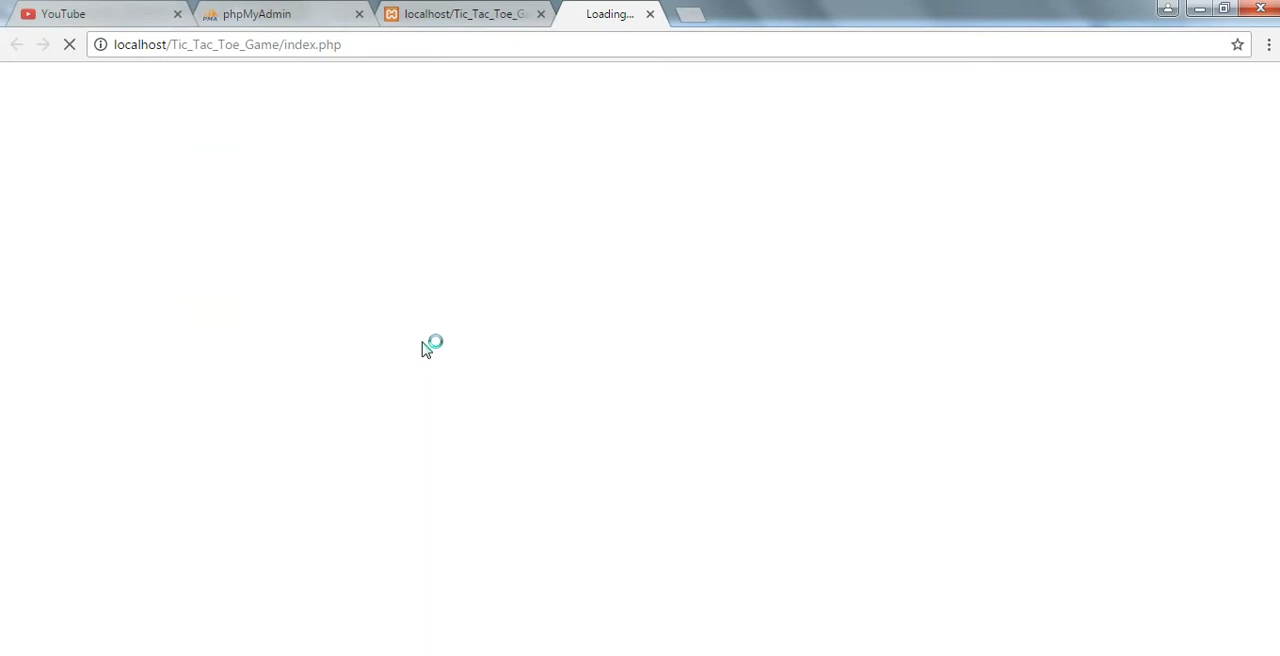 YouTube
phpMyAdmin
localhost/Tic_Tac_Toe_G
Loading...
localhost/Tic_Tac_Toe_Game/index.php